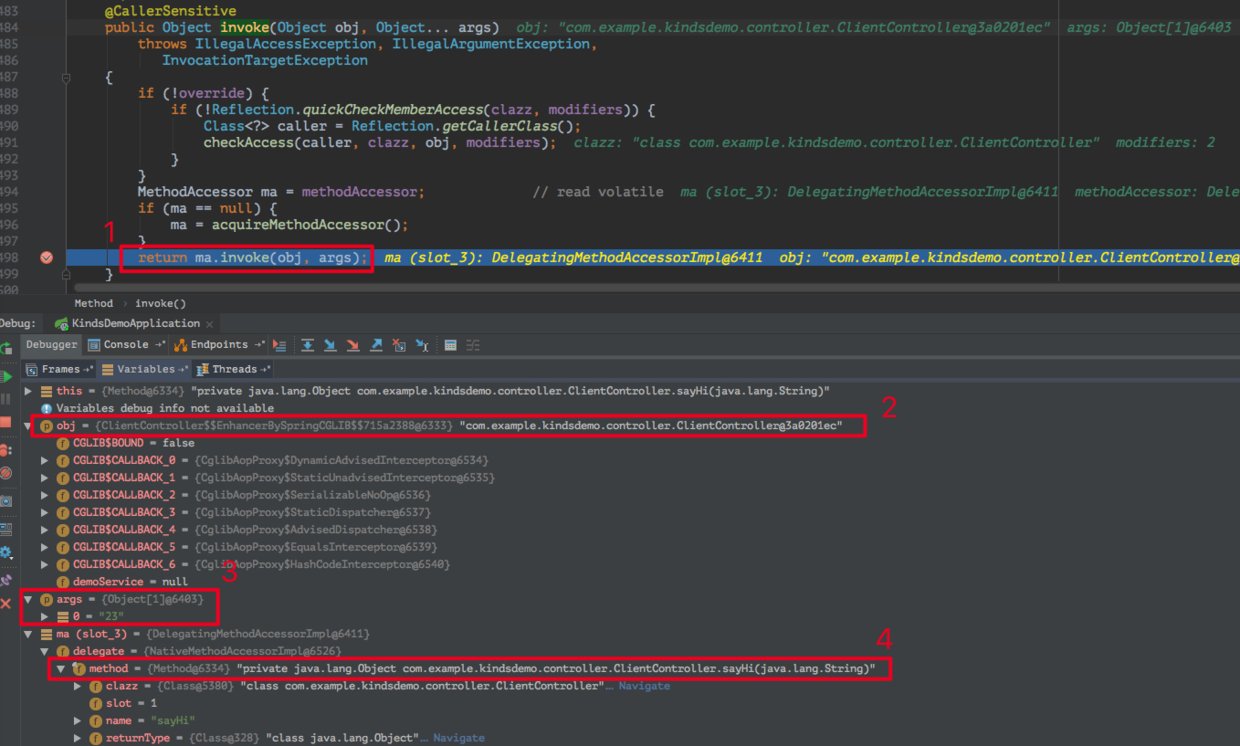 483 @CallerSensitive
484 public Object invoke(Object obj, Object... args) obj: "com.example.kindsdemo.controller.ClientController@3a0201ec" args: Object[1]@6403
485 throws IllegalAccessException, IllegalArgumentException,
486 InvocationTargetException
487 {
488 if (!override) {
489 if (!Reflection.quickCheckMemberAccess(clazz, modifiers)) {
490 Class<?> caller = Reflection.getCallerClass();
491 checkAccess(caller, clazz, obj, modifiers); clazz: "class com.example.kindsdemo.controller.ClientController" modifiers: 2
492 }
493 }
494 MethodAccessor ma = methodAccessor; // read volatile ma (slot_3): DelegatingMethodAccessorImpl@6411 methodAccessor: Dele
495 if (ma == null) {
496 ma = acquireMethodAccessor();
497 }
1
498 return ma.invoke(obj, args); ma (slot_3): DelegatingMethodAccessorImpl@6411 obj: "com.example.kindsdemo.controller.ClientController@
499 }
500
Method › invoke()
Debug: KindsDemoApplication ×
Debugger Console →* Endpoints →*
Frames →* Variables →* Threads →*
this = {Method@6334} "private java.lang.Object com.example.kindsdemo.controller.ClientController.sayHi(java.lang.String)"
Variables debug info not available
2
obj = {ClientController$$EnhancerBySpringCGLIB$$715a2388@6333} "com.example.kindsdemo.controller.ClientController@3a0201ec"
CGLIB$BOUND = false
CGLIB$CALLBACK_0 = {CglibAopProxy$DynamicAdvisedInterceptor@6534}
CGLIB$CALLBACK_1 = {CglibAopProxy$StaticUnadvisedInterceptor@6535}
CGLIB$CALLBACK_2 = {CglibAopProxy$SerializableNoOp@6536}
CGLIB$CALLBACK_3 = {CglibAopProxy$StaticDispatcher@6537}
CGLIB$CALLBACK_4 = {CglibAopProxy$AdvisedDispatcher@6538}
CGLIB$CALLBACK_5 = {CglibAopProxy$EqualsInterceptor@6539}
CGLIB$CALLBACK_6 = {CglibAopProxy$HashCodeInterceptor@6540}
3
demoService = null
args = {Object[1]@6403}
0 = "23"
ma (slot_3) = {DelegatingMethodAccessorImpl@6411}
4
delegate = {NativeMethodAccessorImpl@6526}
method = {Method@6334} "private java.lang.Object com.example.kindsdemo.controller.ClientController.sayHi(java.lang.String)"
clazz = {Class@5380} "class com.example.kindsdemo.controller.ClientController"... Navigate
slot = 1
name = "sayHi"
returnType = {Class@328} "class java.lang.Object"... Navigate